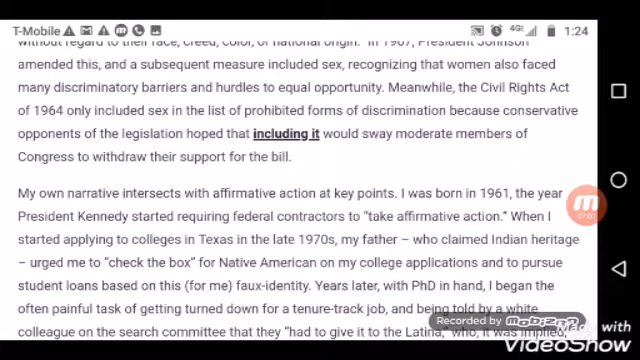 T-Mobile 4G 1:24
without regard to their race, creed, color, or national origin." In 1967, President Johnson
amended this, and a subsequent measure included sex, recognizing that women also faced
many discriminatory barriers and hurdles to equal opportunity. Meanwhile, the Civil Rights Act
of 1964 only included sex in the list of prohibited forms of discrimination because conservative
opponents of the legislation hoped that including it would sway moderate members of
Congress to withdraw their support for the bill.
My own narrative intersects with affirmative action at key points. I was born in 1961, the year
President Kennedy started requiring federal contractors to "take affirmative action." When I
started applying to colleges in Texas in the late 1970s, my father – who claimed Indian heritage
– urged me to "check the box" for Native American on my college applications and to pursue
student loans based on this (for me) faux-identity. Years later, with PhD in hand, I began the
often painful task of getting turned down for a tenure-track job, and being told by a white
colleague on the search committee that they "had to give it to the Latina," who, it was implied,
Recorded by
Made with
VideoShow